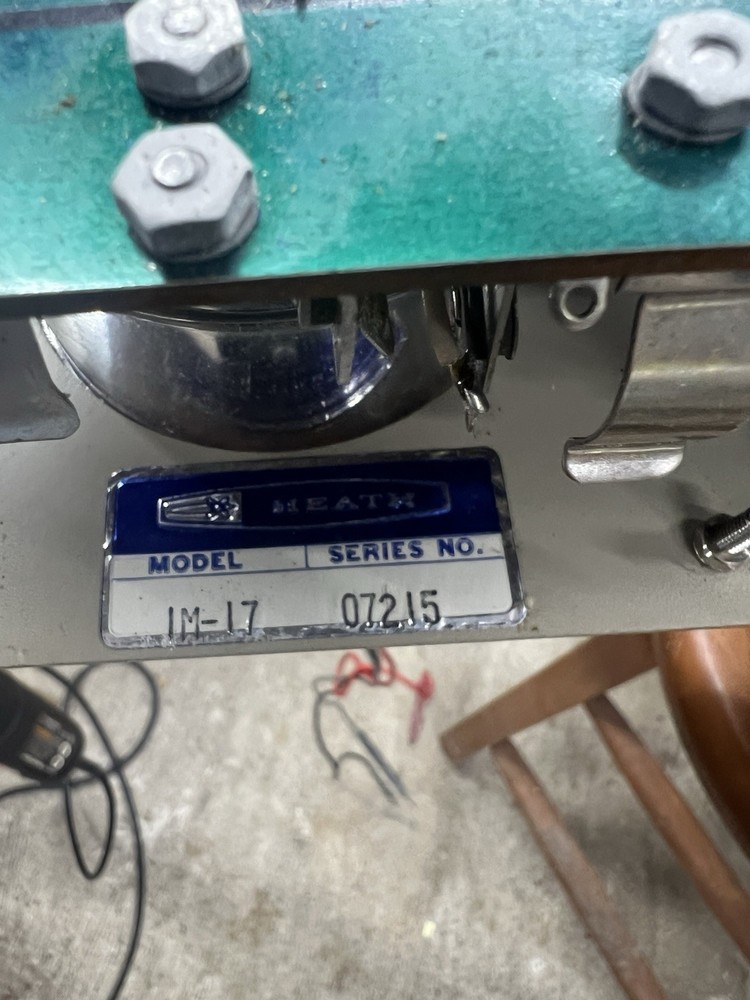 HEATH
MODEL SERIES NO.
IM-17 07215